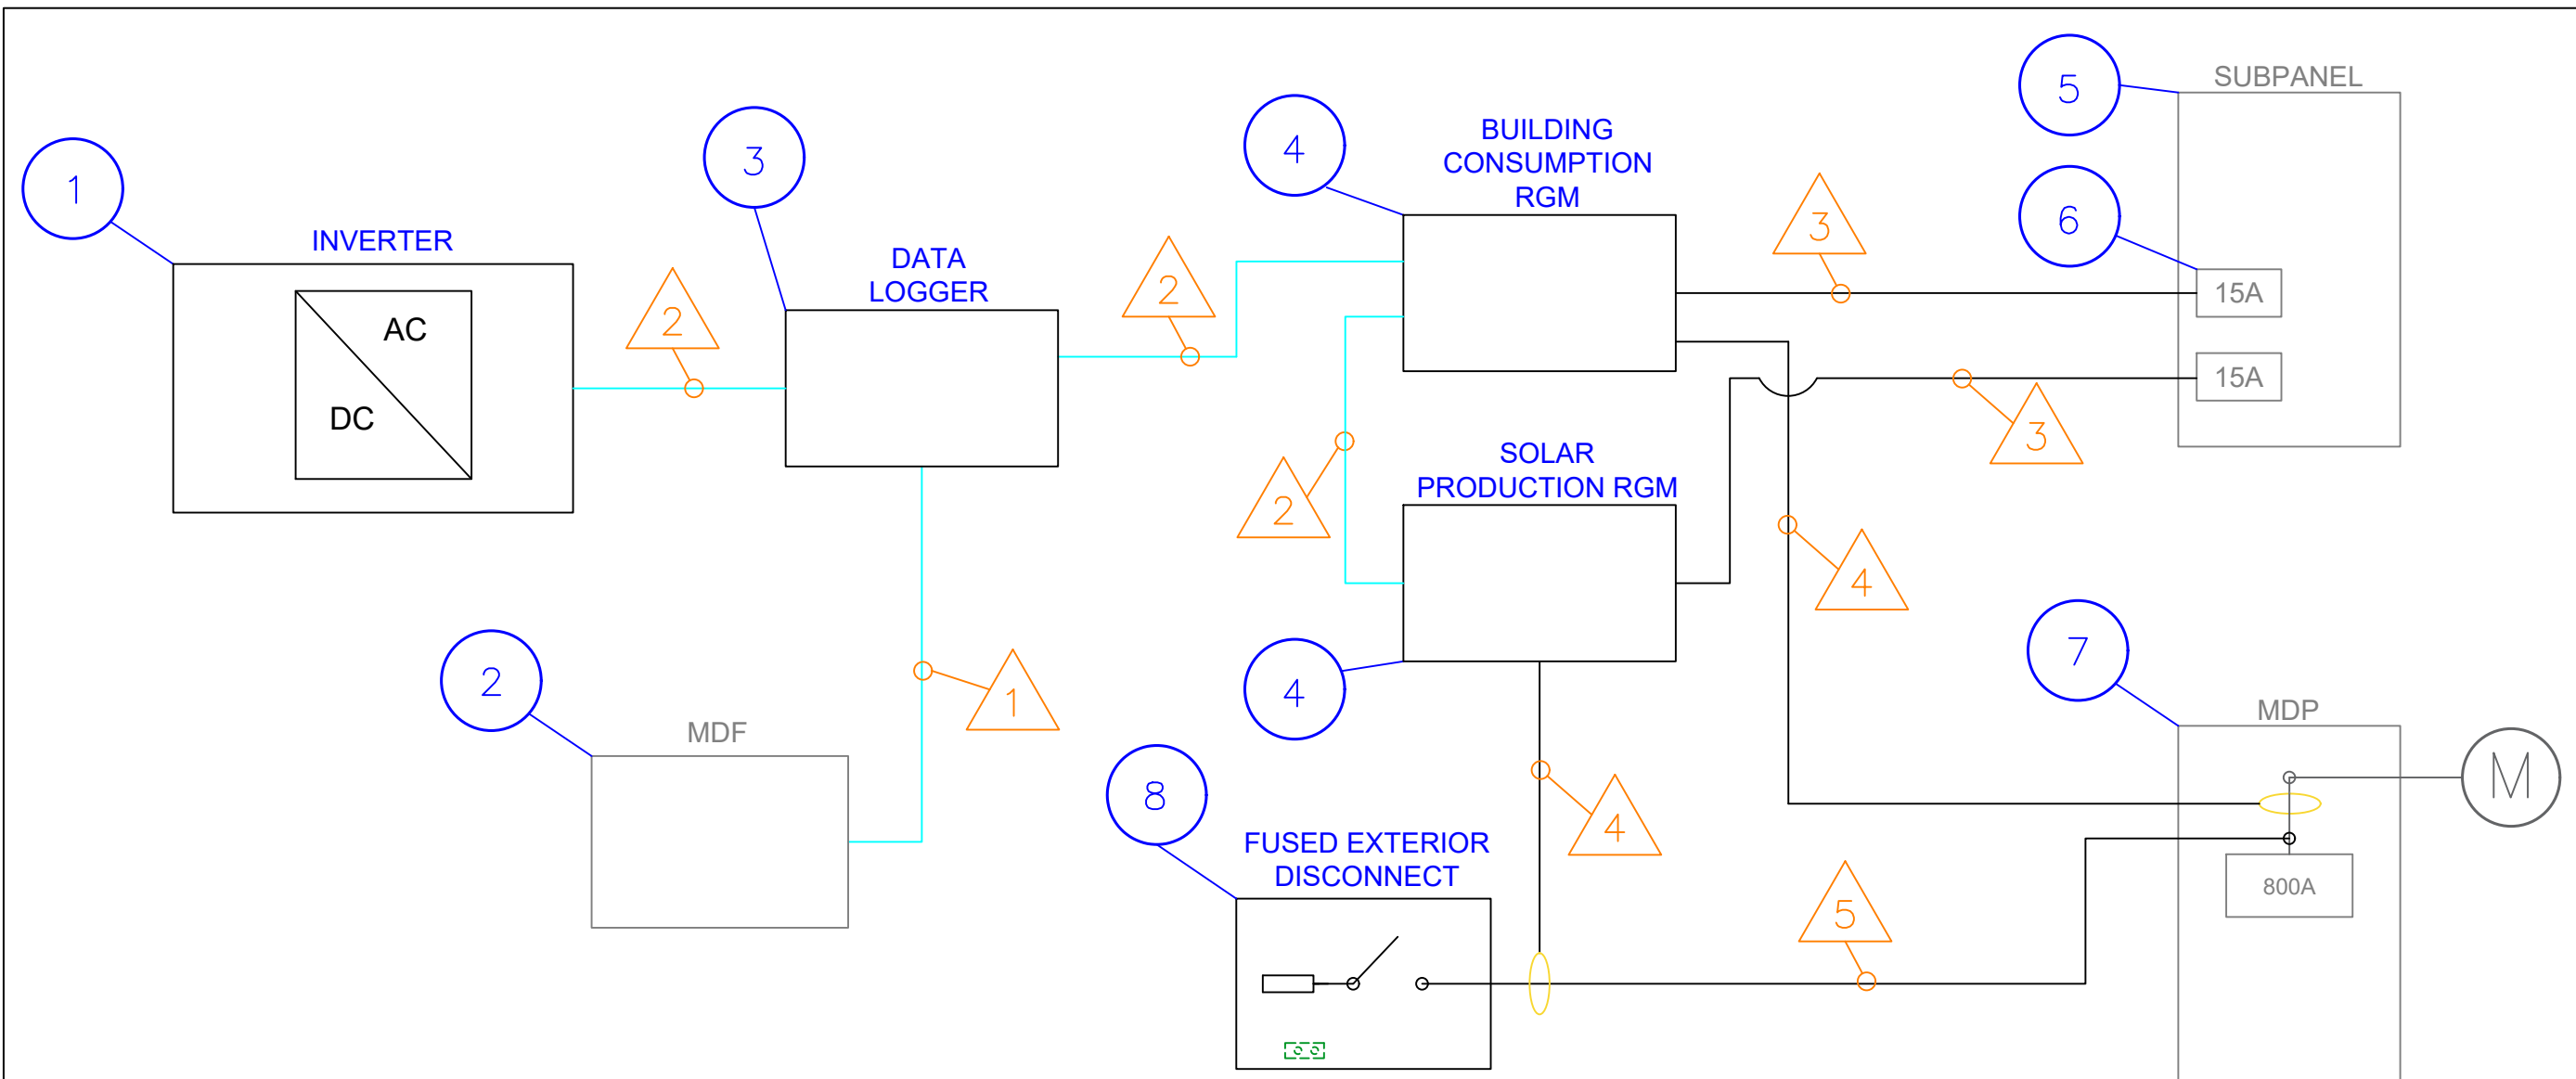 5
SUBPANEL
4
BUILDING
CONSUMPTION
RGM
3
1
6
3
INVERTER
DATA
LOGGER
2
2
15A
AC
DC
15A
3
2
SOLAR
PRODUCTION RGM
4
7
2
4
1
MDF
MDP
M
8
4
FUSED EXTERIOR
DISCONNECT
800A
5